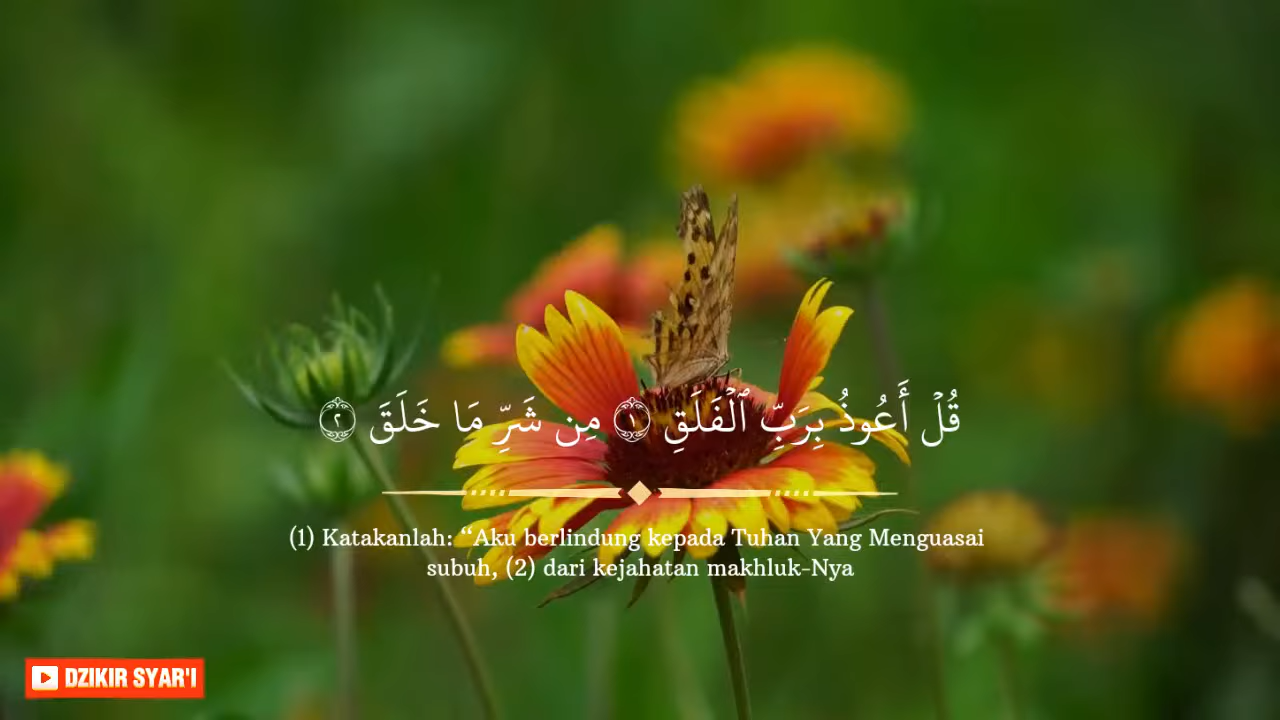 قُلْ أَعُوذُ بِرَبِّ ٱلْفَلَقِ ١ مِن شَرِّ مَا خَلَقَ ٢
(1) Katakanlah: “Aku berlindung kepada Tuhan Yang Menguasai
subuh, (2) dari kejahatan makhluk-Nya
DZIKIR SYAR'I